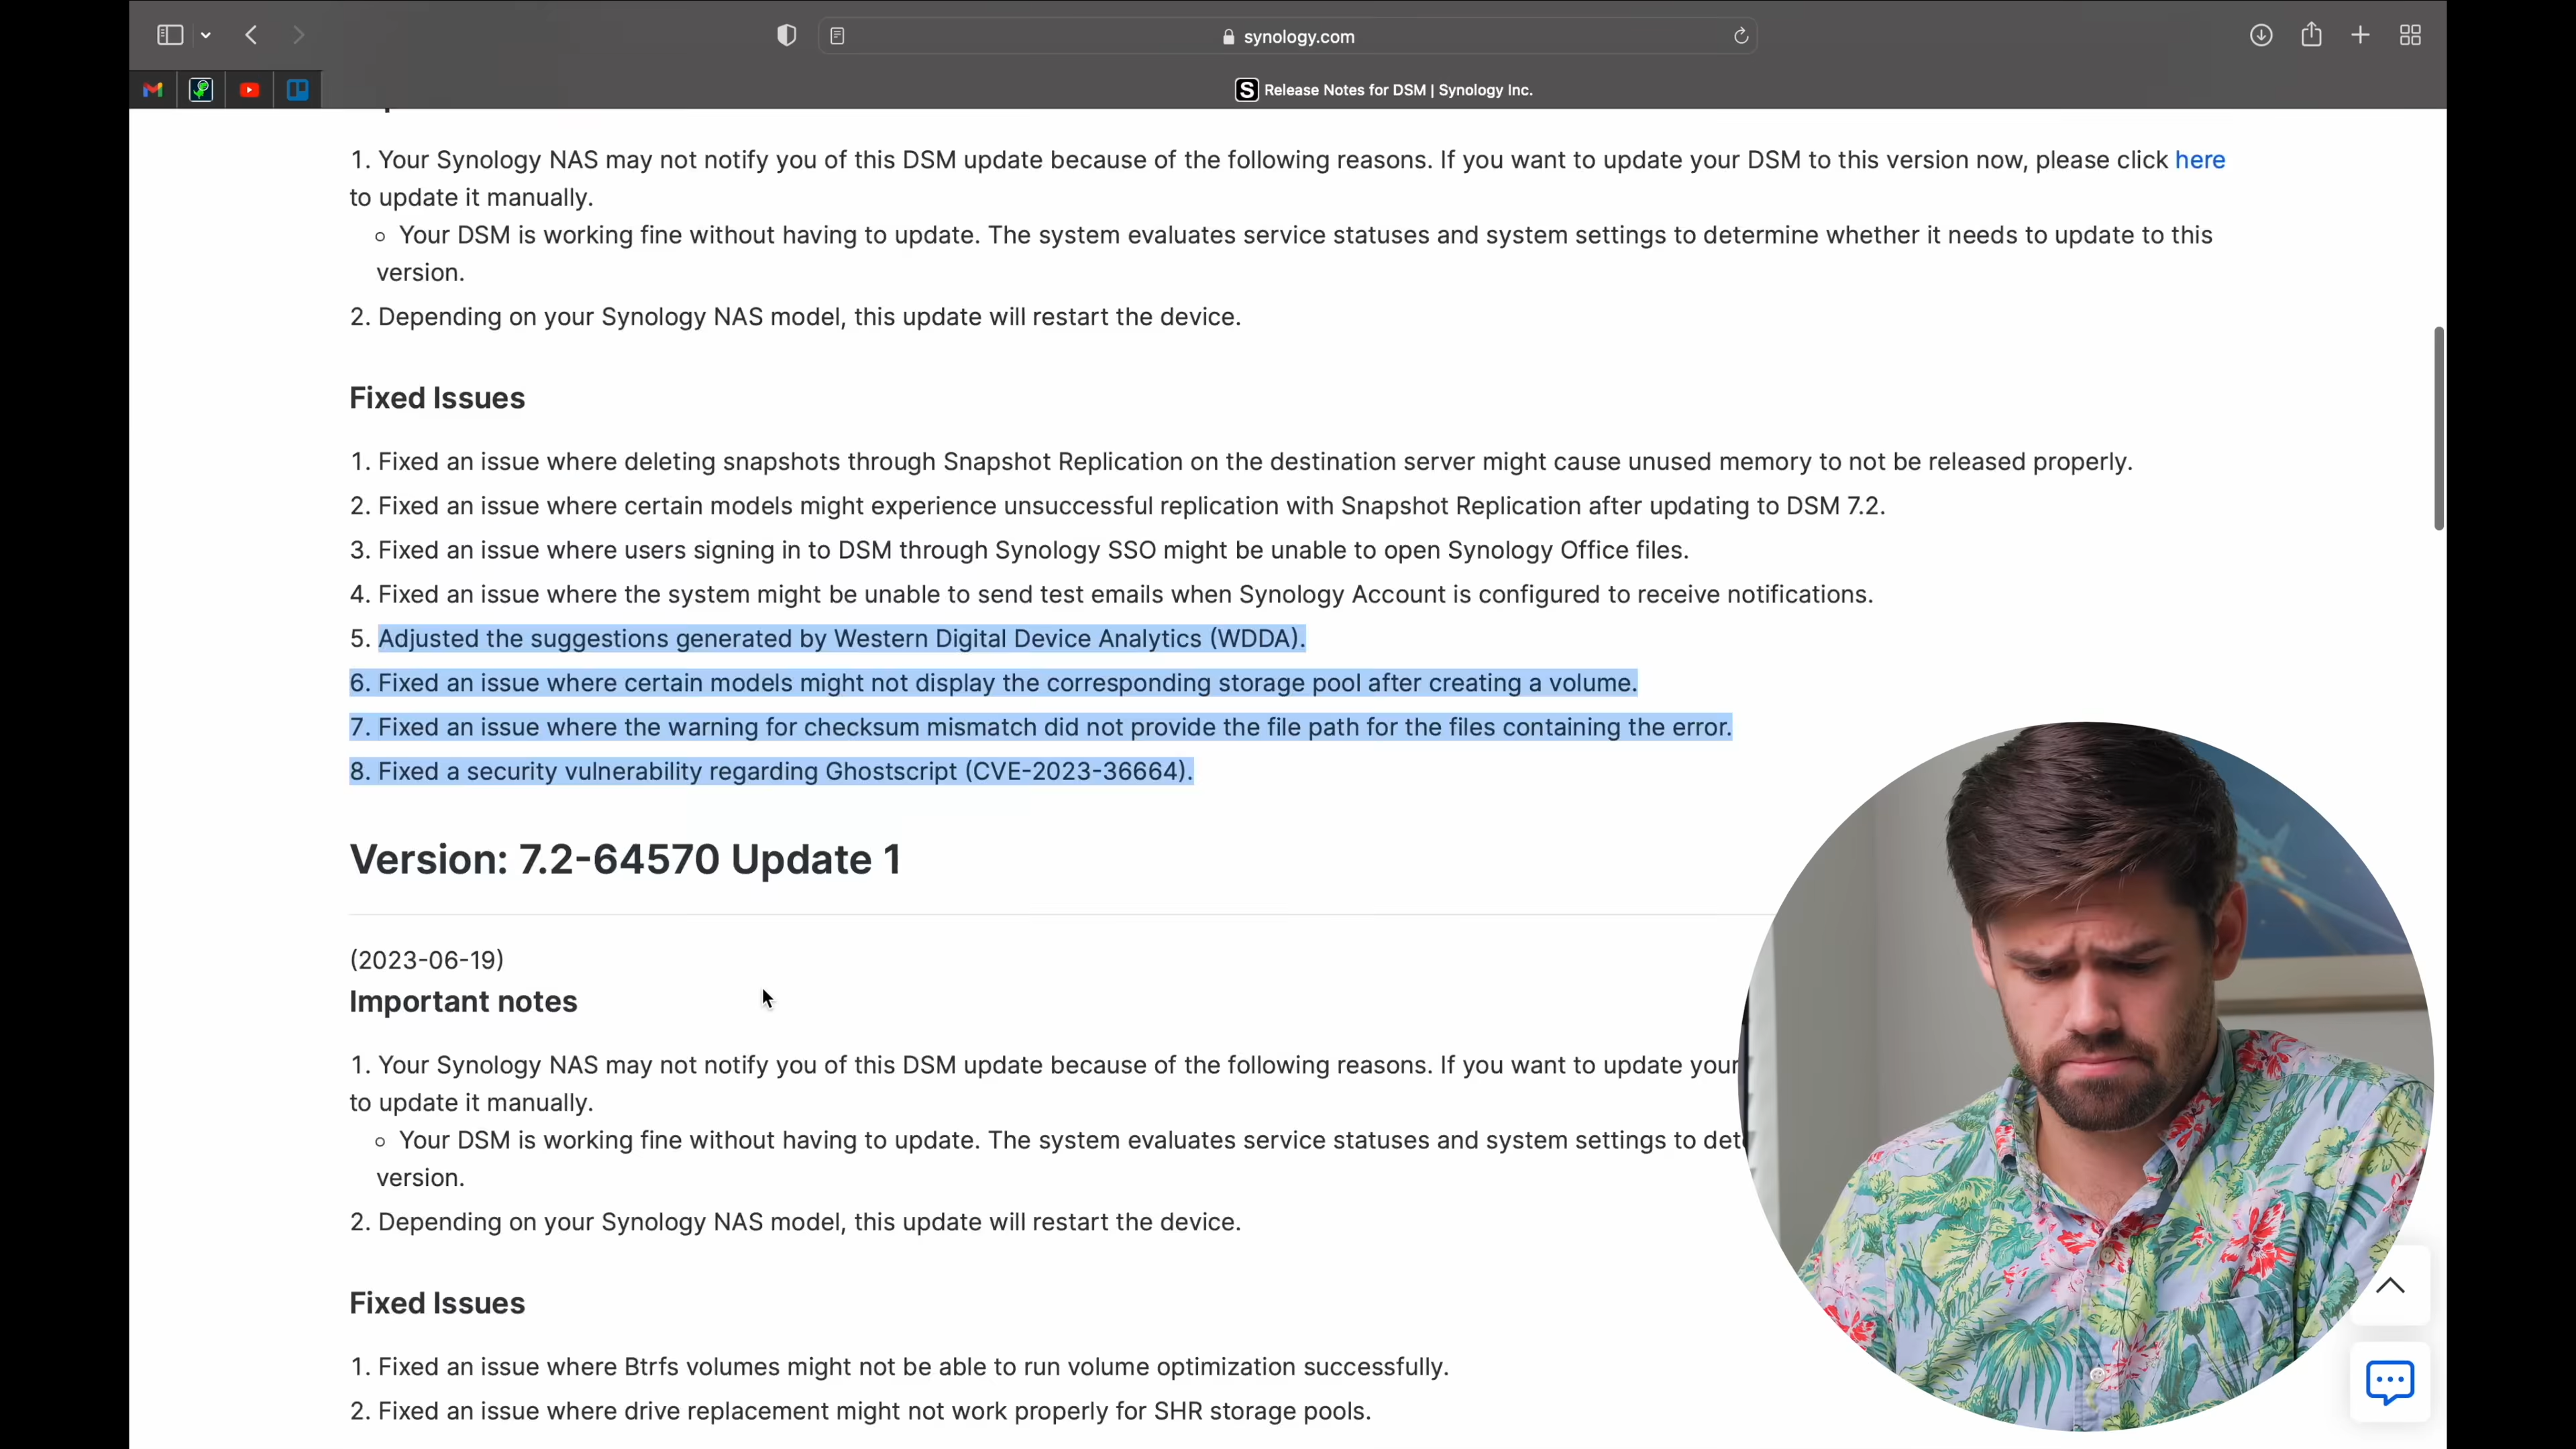 synology.com
S Release Notes for DSM | Synology Inc.
1. Your Synology NAS may not notify you of this DSM update because of the following reasons. If you want to update your DSM to this version now, please click here
to update it manually.
Your DSM is working fine without having to update. The system evaluates service statuses and system settings to determine whether it needs to update to this
version.
2. Depending on your Synology NAS model, this update will restart the device.
Fixed Issues
1. Fixed an issue where deleting snapshots through Snapshot Replication on the destination server might cause unused memory to not be released properly.
2. Fixed an issue where certain models might experience unsuccessful replication with Snapshot Replication after updating to DSM 7.2.
3. Fixed an issue where users signing in to DSM through Synology SSO might be unable to open Synology Office files.
4. Fixed an issue where the system might be unable to send test emails when Synology Account is configured to receive notifications.
5. Adjusted the suggestions generated by Western Digital Device Analytics (WDDA).
6. Fixed an issue where certain models might not display the corresponding storage pool after creating a volume.
7. Fixed an issue where the warning for checksum mismatch did not provide the file path for the files containing the error.
8. Fixed a security vulnerability regarding Ghostscript (CVE-2023-36664).
Version: 7.2-64570 Update 1
(2023-06-19)
Important notes
1. Your Synology NAS may not notify you of this DSM update because of the following reasons. If you want to update your
to update it manually.
Your DSM is working fine without having to update. The system evaluates service statuses and system settings to
version.
2. Depending on your Synology NAS model, this update will restart the device.
Fixed Issues
1. Fixed an issue where Btrfs volumes might not be able to run volume optimization successfully.
2. Fixed an issue where drive replacement might not work properly for SHR storage pools.